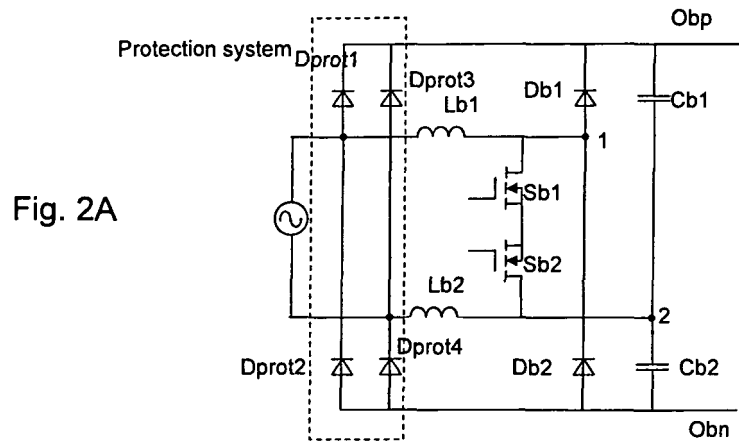 Obp
Protection system
Dprot1
Dprot3
Lb1
Db1
Cb1
1
Sb1
Fig. 2A
Sb2
Lb2
2
Dprot2
Dprot4
Db2
Cb2
Obn